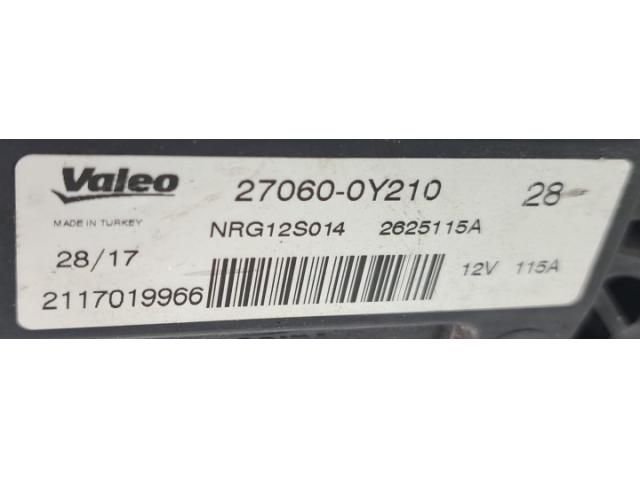 Valeo 27060-0Y210 28
MADE IN TURKEY NRG12S014 2625115A
28/17 12V 115A
2117019966